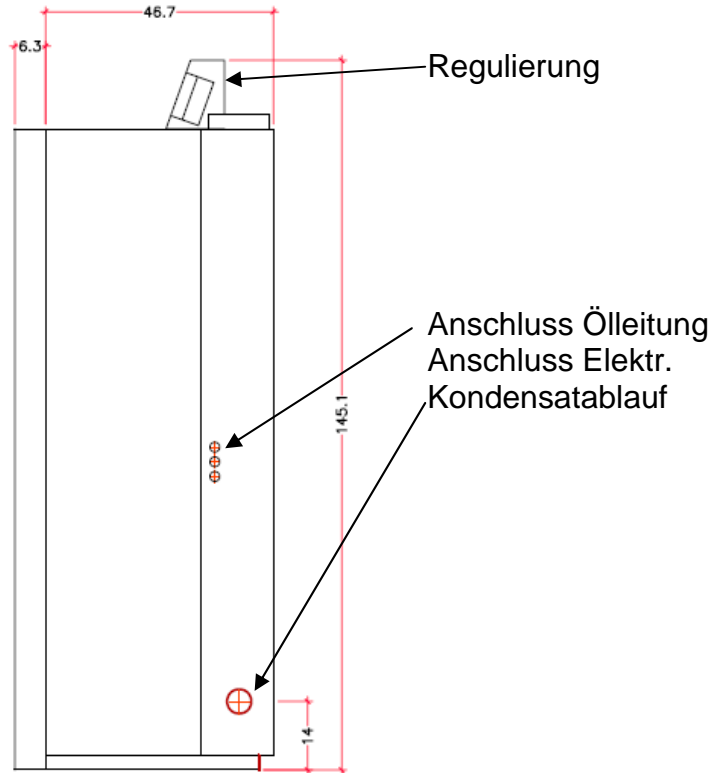 46.7
6.3
Regulierung
Anschluss Ölleitung
Anschluss Elektr.
Kondensatablauf
145.1
14